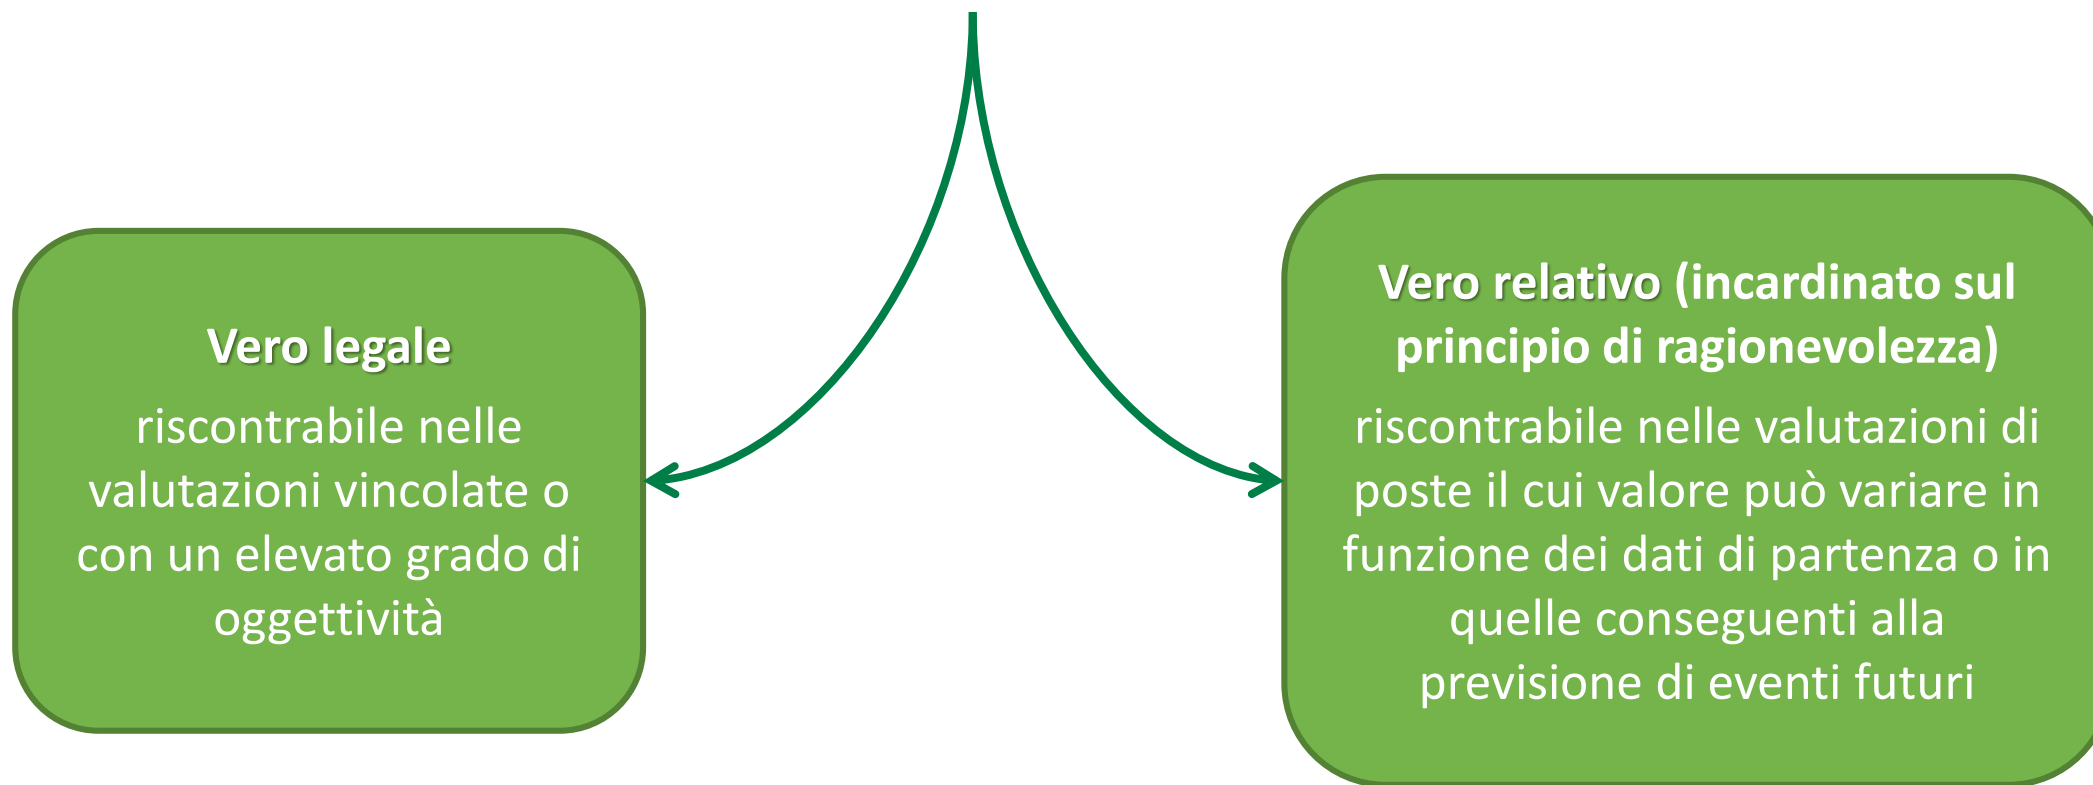 Vero legale
riscontrabile nelle
valutazioni vincolate o
con un elevato grado di
oggettività
Vero relativo (incardinato sul
principio di ragionevolezza)
riscontrabile nelle valutazioni di
poste il cui valore può variare in
funzione dei dati di partenza o in
quelle conseguenti alla
previsione di eventi futuri